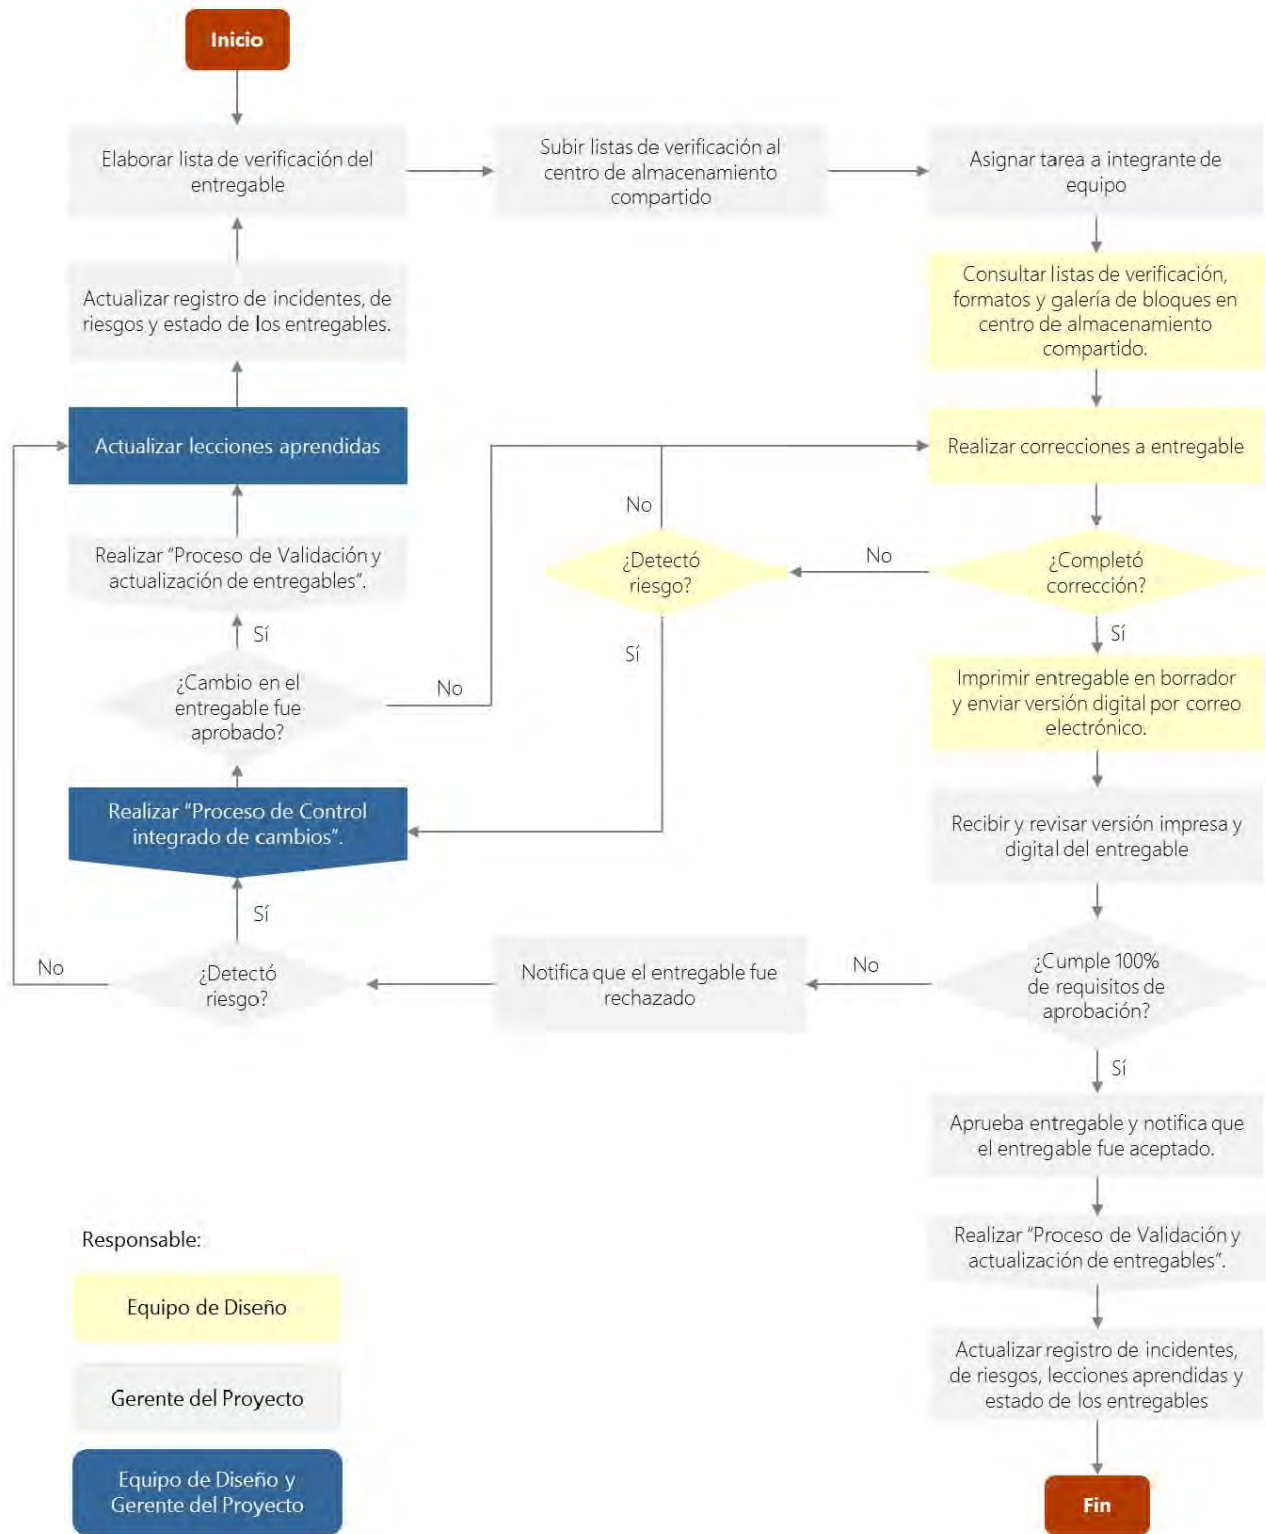 Inicio
Elaborar lista de verificación del
entregable
Subir listas de verificación al
centro de almacenamiento
compartido
Asignar tarea a integrante de
equipo
Consultar listas de verificación,
formatos y galería de bloques en
centro de almacenamiento
compartido.
Actualizar registro de incidentes, de
riesgos y estado de los entregables.
Actualizar lecciones aprendidas
Realizar correcciones a entregable
No
Realizar “Proceso de Validación y
actualización de entregables”.
¿Detectó
riesgo?
No
¿Completó
corrección?
Sí
Sí
Sí
¿Cambio en el
entregable fue
aprobado?
No
Imprimir entregable en borrador
y enviar versión digital por correo
electrónico.
Realizar “Proceso de Control
integrado de cambios”.
Recibir y revisar versión impresa y
digital del entregable
Sí
No
¿Detectó
riesgo?
Notifica que el entregable fue
rechazado
No
¿Cumple 100%
de requisitos de
aprobación?
Sí
Aprueba entregable y notifica que
el entregable fue aceptado.
Realizar “Proceso de Validación y
actualización de entregables”.
Actualizar registro de incidentes,
de riesgos, lecciones aprendidas y
estado de los entregables
Fin
Responsable:
Equipo de Diseño
Gerente del Proyecto
Equipo de Diseño y
Gerente del Proyecto